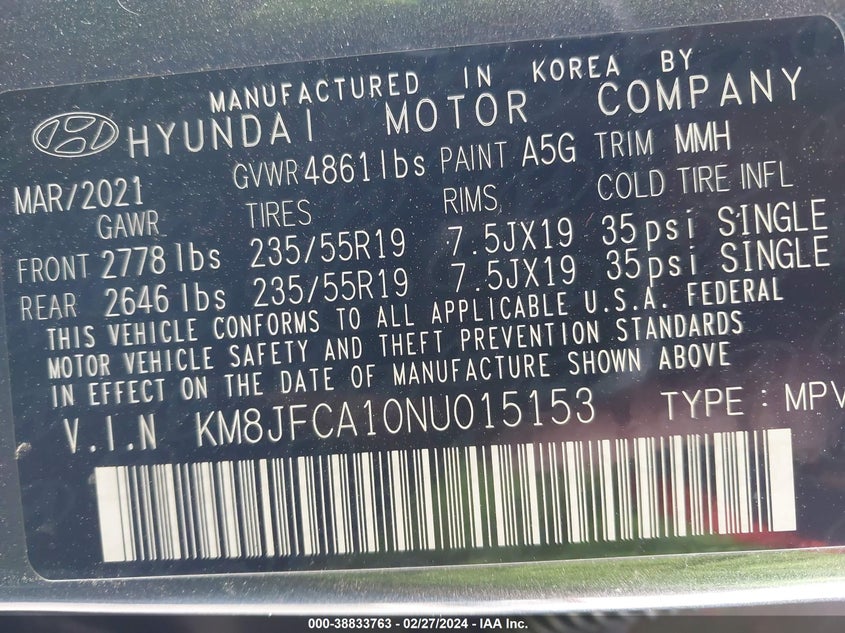 MANUFACTURED IN KOREA BY
HYUNDAI MOTOR COMPANY
MAR/2021 GVWR 4861 lbs PAINT A5G TRIM MMH
GAWR TIRES RIMS COLD TIRE INFL
FRONT 2778 lbs 235/55R19 7.5JX19 35psi SINGLE
REAR 2646 lbs 235/55R19 7.5JX19 35psi SINGLE
THIS VEHICLE CONFORMS TO ALL APPLICABLE U.S.A. FEDERAL
MOTOR VEHICLE SAFETY AND THEFT PREVENTION STANDARDS
IN EFFECT ON THE DATE OF MANUFACTURE SHOWN ABOVE
V.I.N KM8JFCA10NU015153 TYPE : MPV
000-38833763 - 02/27/2024 - IAA Inc.